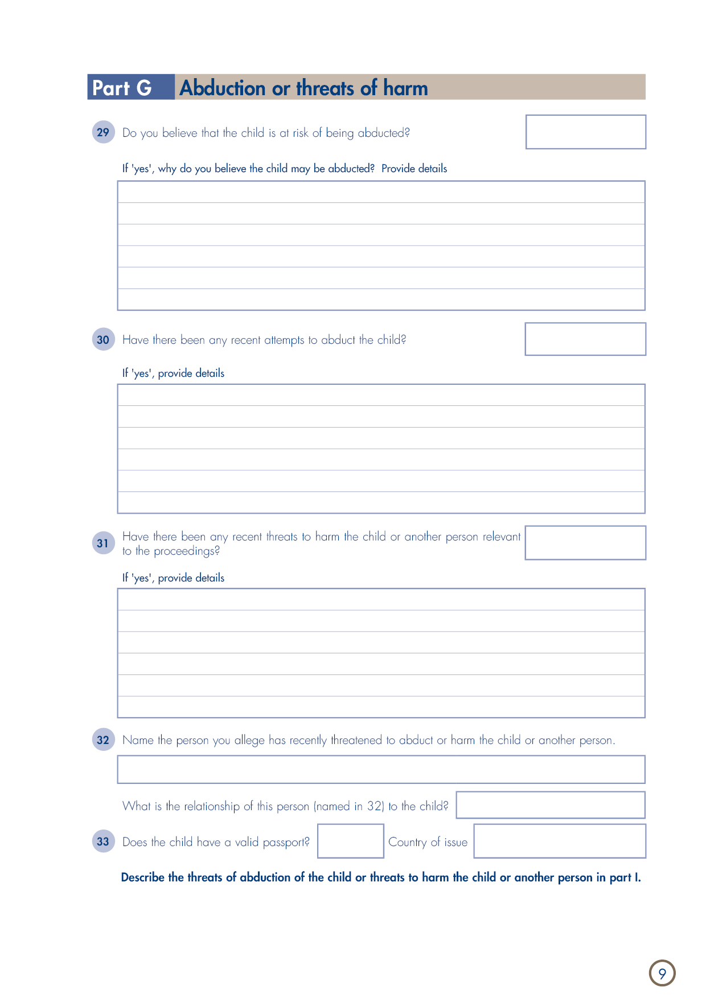 Part G Abduction or threats of harm
29 Do you believe that the child is at risk of being abducted?
If 'yes', why do you believe the child may be abducted? Provide details
30 Have there been any recent attempts to abduct the child?
If 'yes', provide details
31 Have there been any recent threats to harm the child or another person relevant
to the proceedings?
If 'yes', provide details
32 Name the person you allege has recently threatened to abduct or harm the child or another person.
What is the relationship of this person (named in 32) to the child?
33 Does the child have a valid passport? Country of issue
Describe the threats of abduction of the child or threats to harm the child or another person in part I.
9